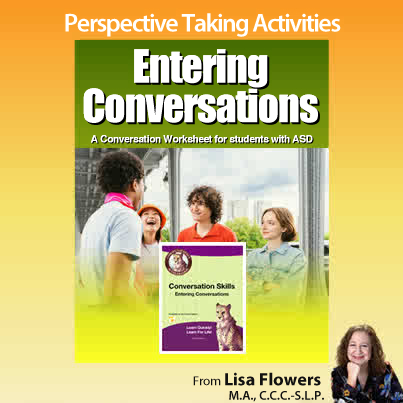 Perspective Taking Activities
Entering
Conversations
A Conversation Worksheet for students with ASD
Conversation Skills
Entering Conversations
Learn Quickly!
Learn For Life!
From Lisa Flowers
M.A., C.C.C.-S.L.P.